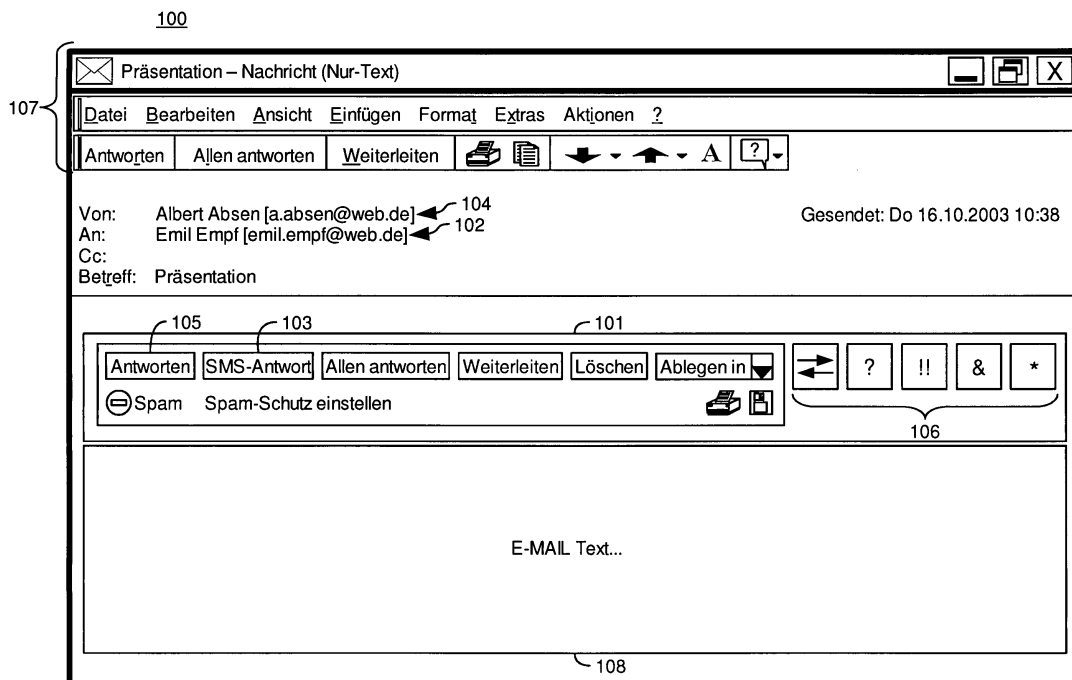 100
107
Präsentation – Nachricht (Nur-Text) X
Datei Bearbeiten Ansicht Einfügen Format Extras Aktionen ?
Antworten Allen antworten Weiterleiten A ?
Von: Albert Absen [a.absen@web.de] 104 Gesendet: Do 16.10.2003 10:38
An: Emil Empf [emil.empf@web.de] 102
Cc:
Betreff: Präsentation
105 103 101
Antworten SMS-Antwort Allen antworten Weiterleiten Löschen Ablegen in ? !! & *
Spam Spam-Schutz einstellen
106
E-MAIL Text...
108